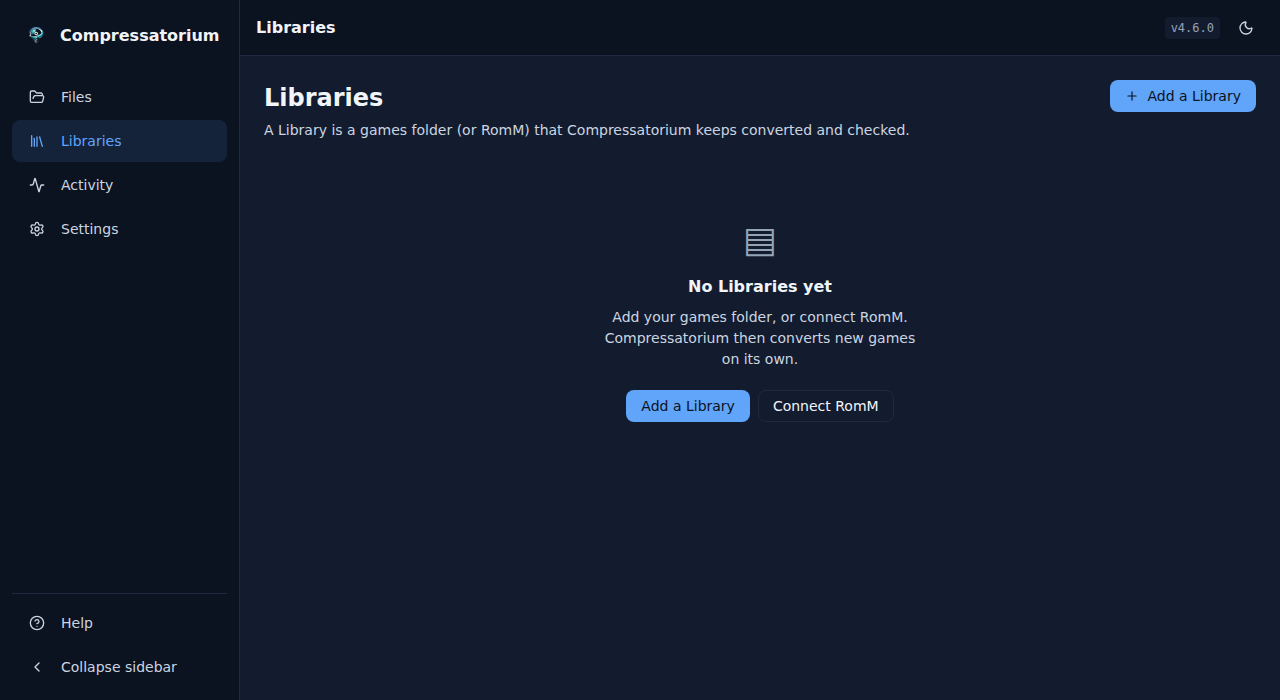 Compressatorium
Files
Libraries
Activity
Settings
Help
Collapse sidebar
Libraries
v4.6.0
Libraries
Add a Library
A Library is a games folder (or RomM) that Compressatorium keeps converted and checked.
No Libraries yet
Add your games folder, or connect RomM.
Compressatorium then converts new games
on its own.
Add a Library
Connect RomM